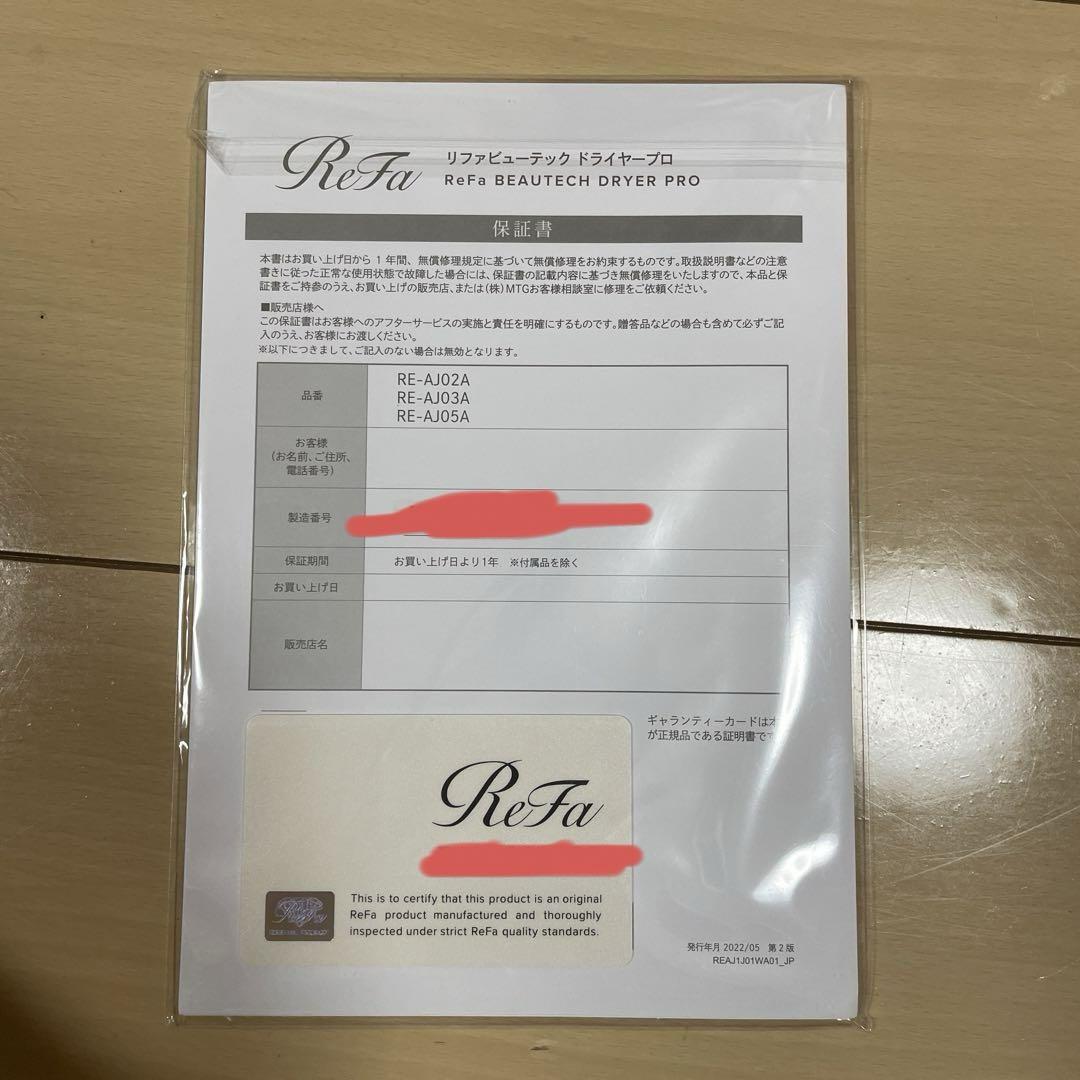 ReFa
リファビューテック ドライヤープロ
ReFa BEAUTECH DRYER PRO
保証書
本書はお買い上げ日から 1 年間、無償修理規定に基づいて無償修理をお約束するものです。取扱説明書などの注意
書きに従った正常な使用状態で故障した場合には、保証書の記載内容に基づき無償修理をいたしますので、本品と保
証書をご持参のうえ、お買い上げの販売店、または(株)MTGお客様相談室に修理をご依頼ください。
■販売店様へ
この保証書はお客様へのアフターサービスの実施と責任を明確にするものです。贈答品などの場合も含めて必ずご記
入のうえ、お客様にお渡しください。
※以下につきまして、ご記入のない場合は無効となります。
品番
RE-AJ02A
RE-AJ03A
RE-AJ05A
お客様
(お名前、ご住所、
電話番号)
製造番号
保証期間
お買い上げ日より1年 ※付属品を除く
お買い上げ日
販売店名
ギャランティーカードは
が正規品である証明書で
ReFa
This is to certify that this product is an original
ReFa product manufactured and thoroughly
inspected under strict ReFa quality standards.
発行年月 2022/05 第2版
REAJ1J01WA01_JP